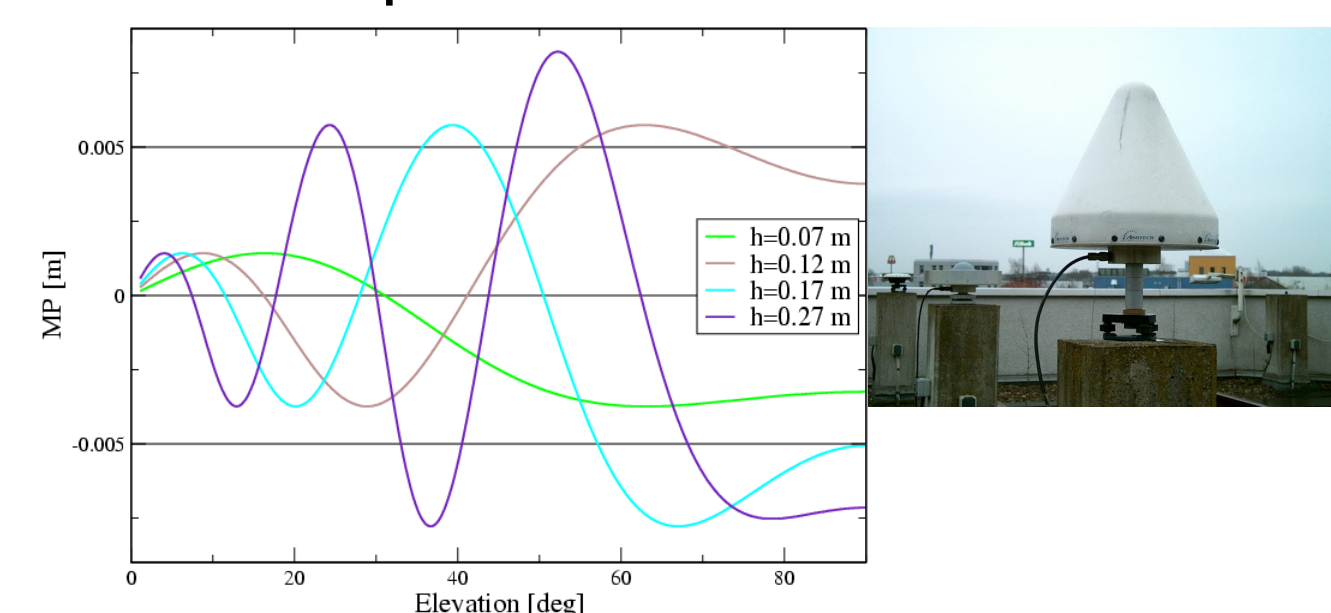 MP [m]
0.005
0
-0.005
h=0.07 m
h=0.12 m
h=0.17 m
h=0.27 m
0 20 40 60 80
Elevation [deg]